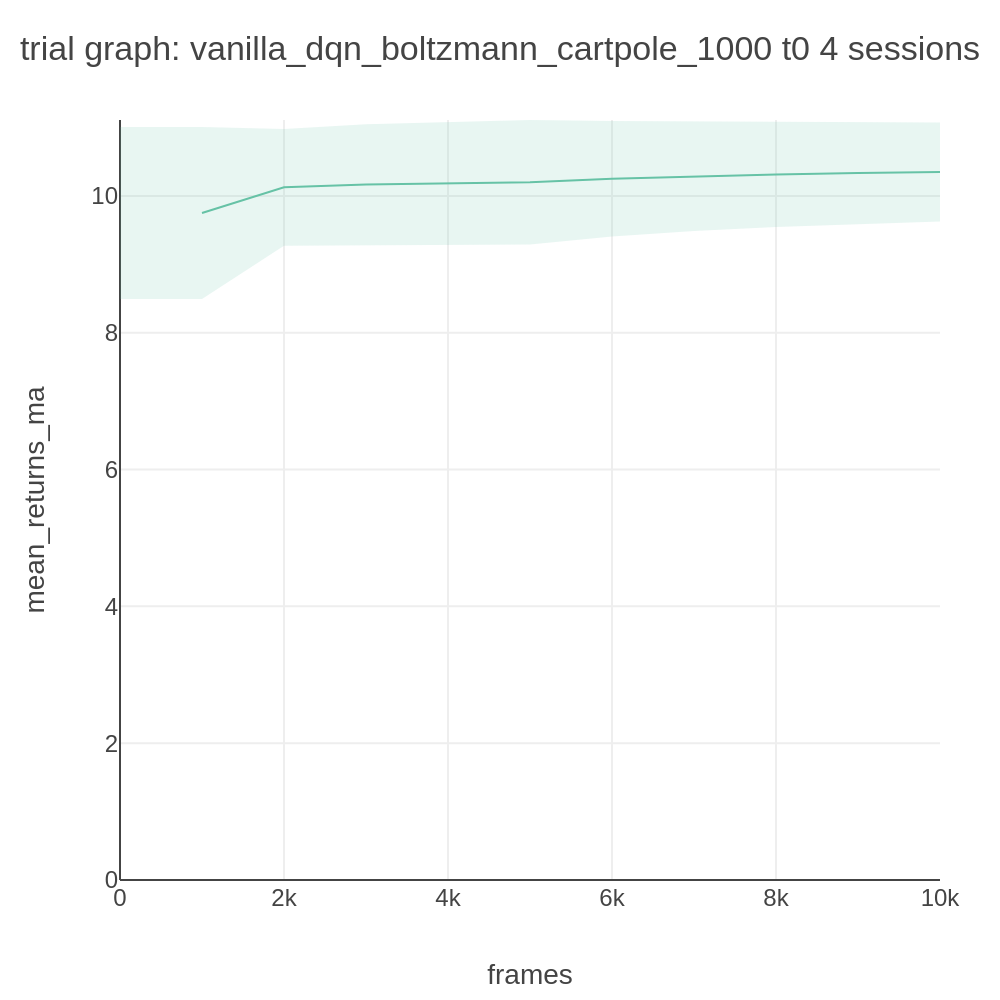 trial graph: vanilla_dqn_boltzmann_cartpole_1000 t0 4 sessions
mean_returns_ma
10
8
6
4
2
0
0 2k 4k 6k 8k 10k
frames